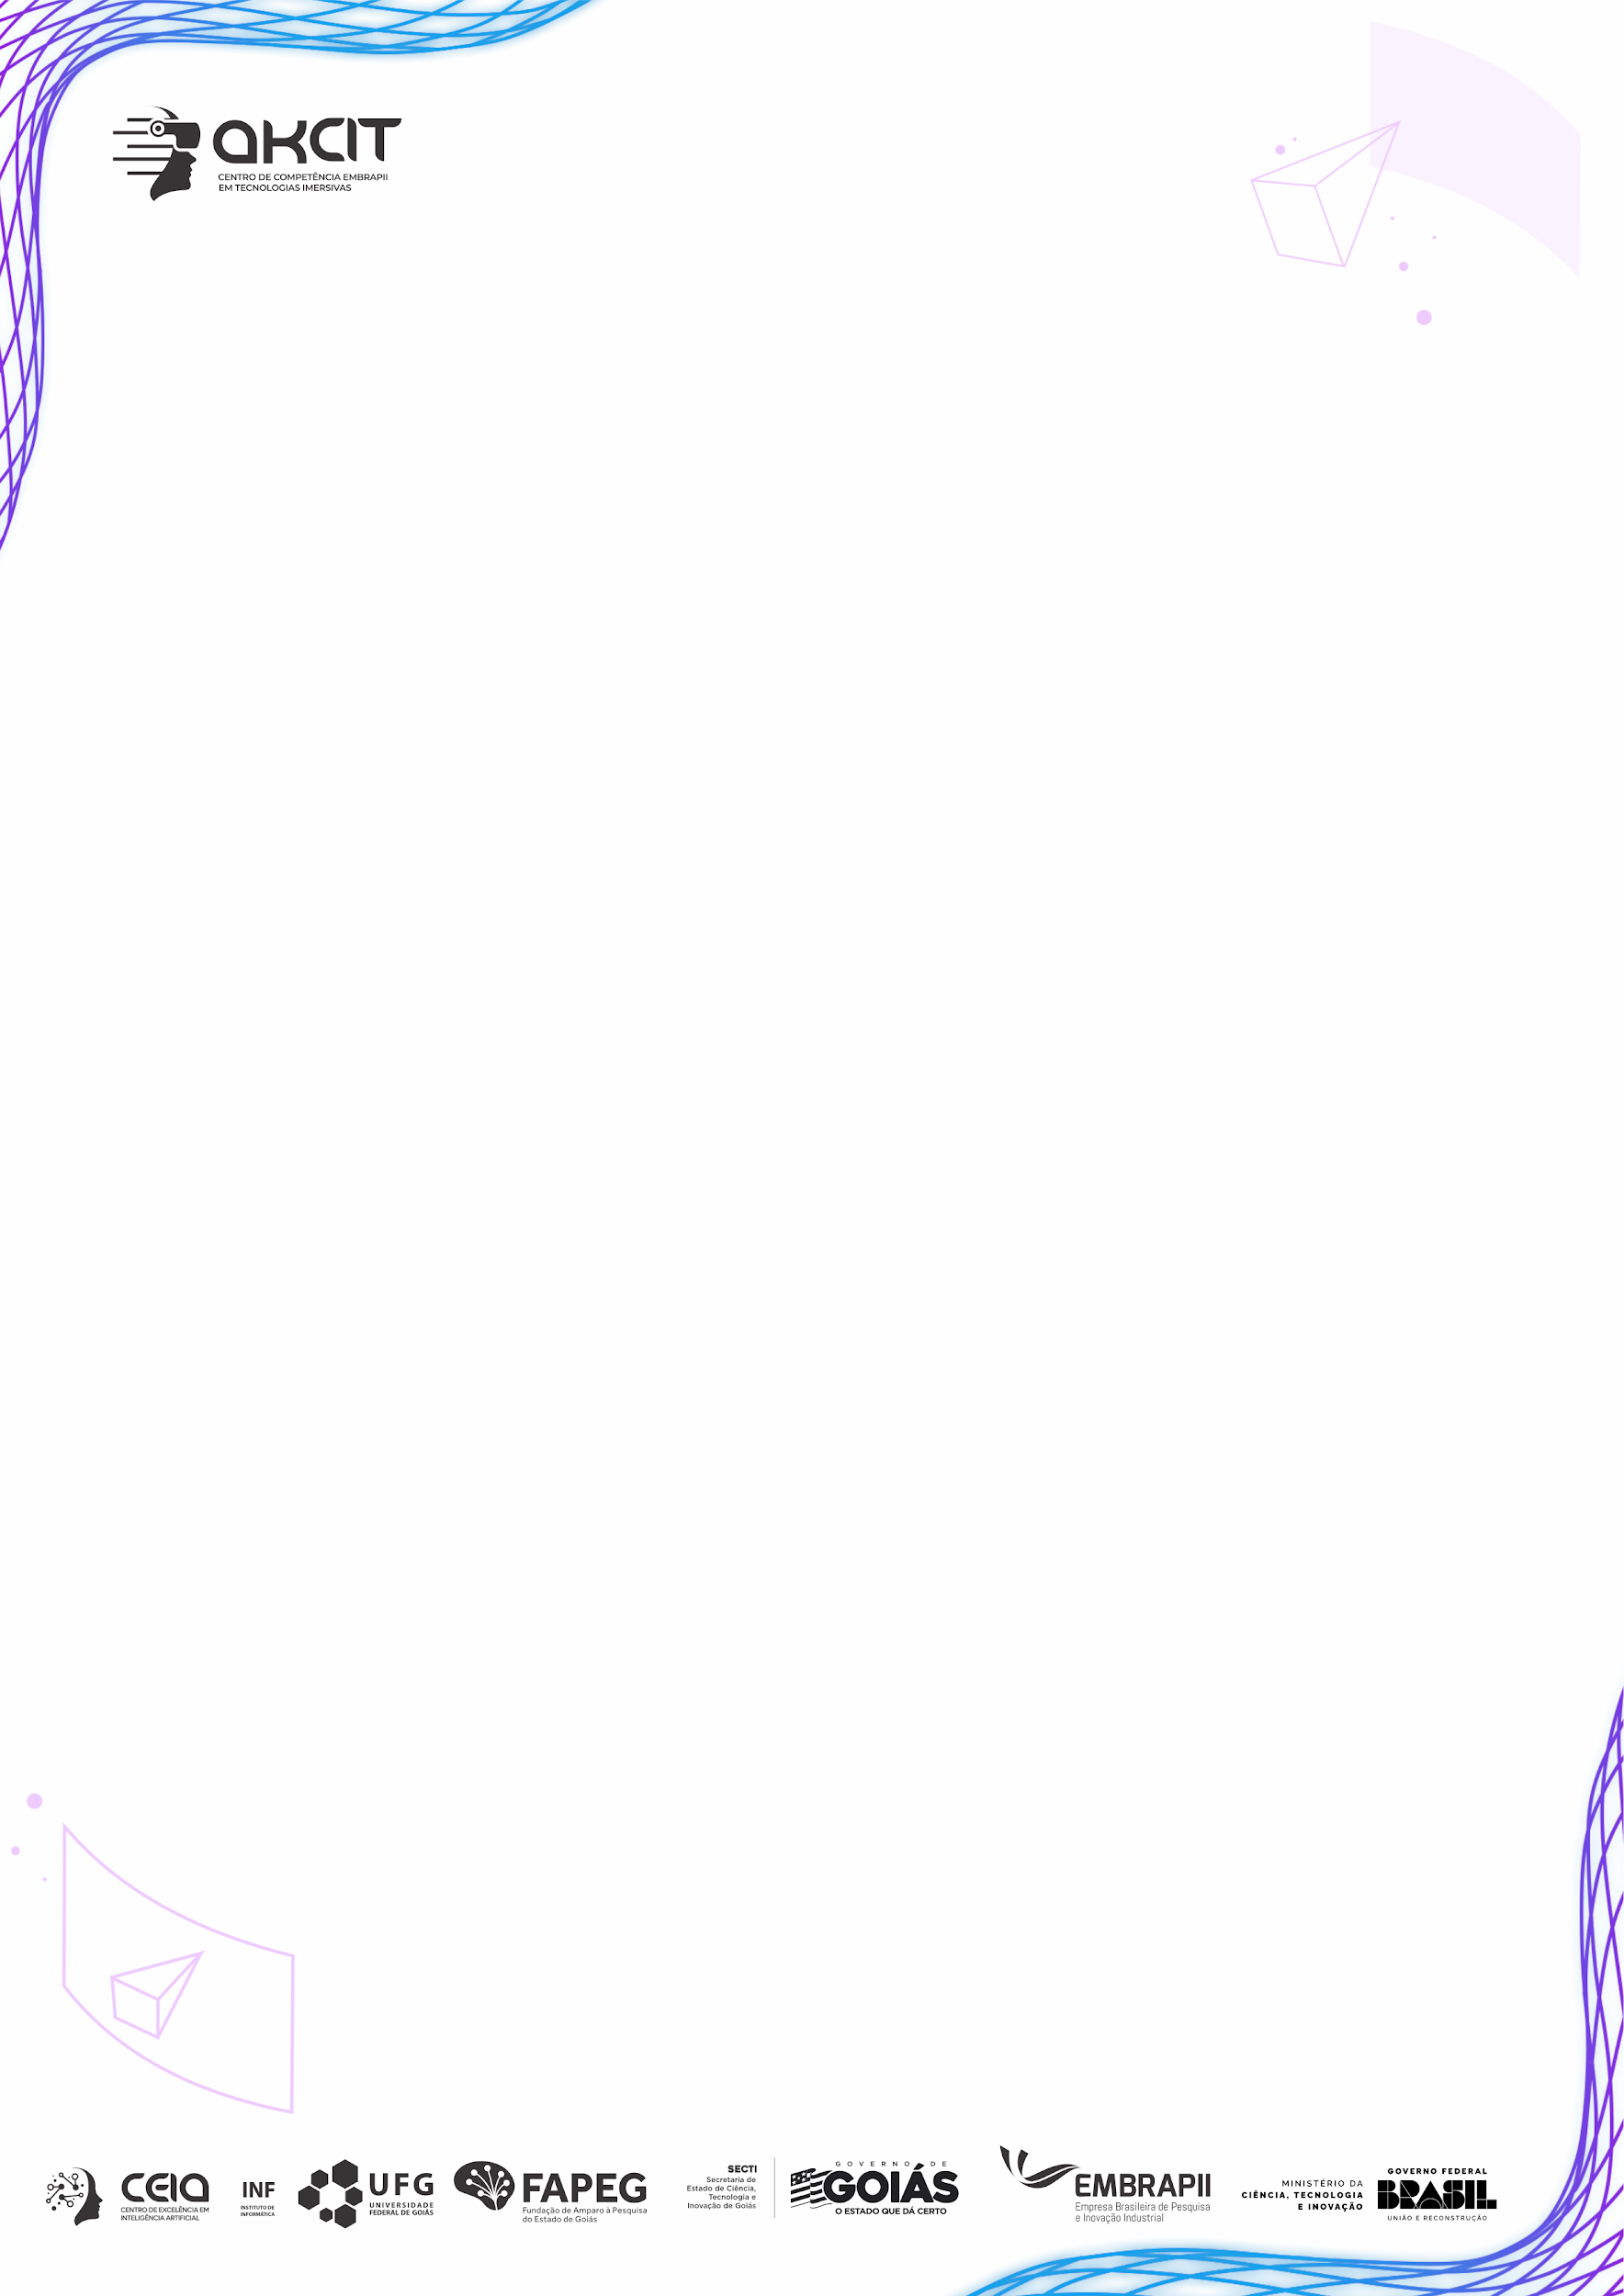 AKCIT
CENTRO DE COMPETÊNCIA EMBRAPII
EM TECNOLOGIAS IMERSIVAS
CEIA
CENTRO DE EXCELÊNCIA EM
INTELIGÊNCIA ARTIFICIAL
INF
INSTITUTO DE
INFORMÁTICA
UFG
UNIVERSIDADE
FEDERAL DE GOIÁS
FAPEG
Fundação de Amparo à Pesquisa
do Estado de Goiás
SECTI
Secretaria de
Estado de Ciência,
Tecnologia e
Inovação de Goiás
GOVERNO DE
GOIÁS
O ESTADO QUE DÁ CERTO
EMBRAPII
Empresa Brasileira de Pesquisa
e Inovação Industrial
MINISTÉRIO DA
CIÊNCIA, TECNOLOGIA
E INOVAÇÃO
GOVERNO FEDERAL
BRASIL
UNIÃO E RECONSTRUÇÃO